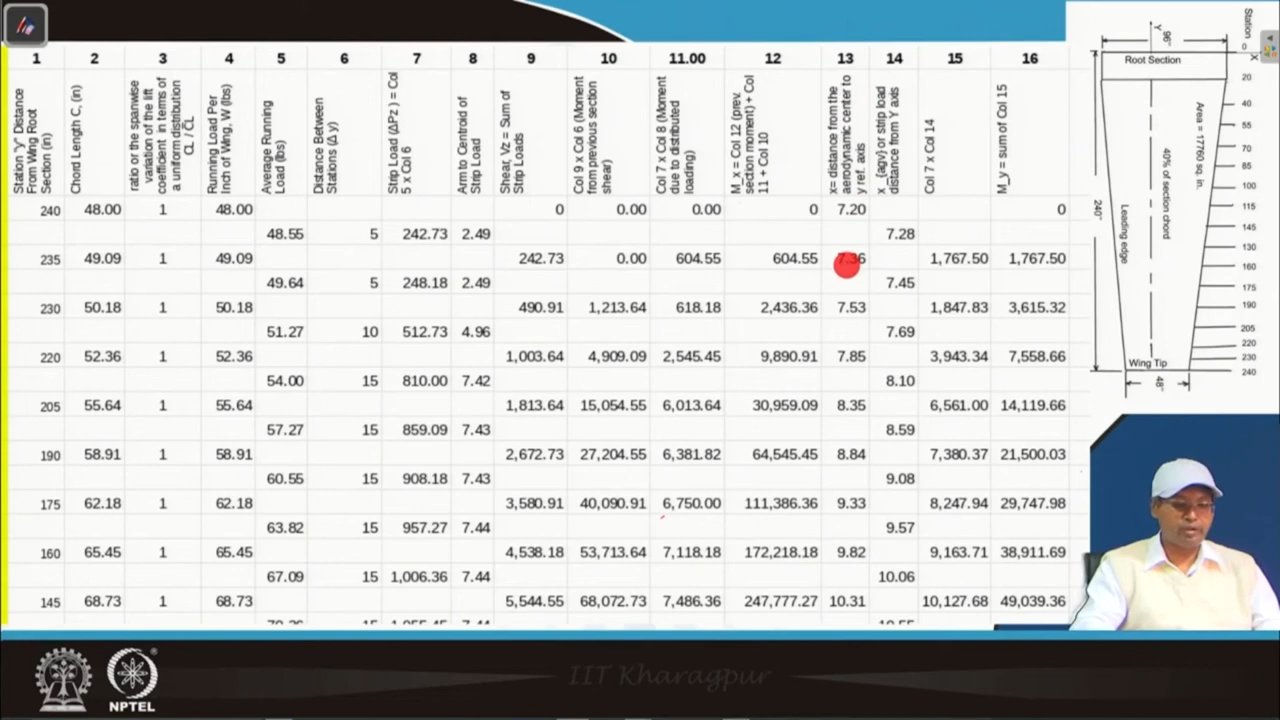 1 2 3 4 5 6 7 8 9 10 11.00 12 13 14 15 16
Station "y" Distance
From Wing Root
Section (in)
Chord Length C, (in)
ratio or the spanwise
variation of the lift
coefficient in terms of
a uniform distribution
CL / C̄L
Running Load Per
Inch of Wing, W (lbs)
Average Running
Load (lbs)
Distance Between
Stations (Δ y)
Strip Load (ΔPz ) = Col
5 x Col 6
Arm to Centroid of
Strip Load
Shear, Vz = Sum of
Strip Loads
Col 9 x Col 6 (Moment
from previous section
shear)
Col 7 x Col 8 (Moment
due to distributed
loading)
M_x = Col 12 (prev.
section moment) + Col
11 + Col 10
x= distance from the
aerodynamic center to
y ref. axis
x_{agv} or strip load
distance from Y axis
Col 7 x Col 14
M_y = sum of Col 15
240 48.00 1 48.00 0 0.00 0.00 0 7.20 0
48.55 5 242.73 2.49 7.28
235 49.09 1 49.09 242.73 0.00 604.55 604.55 7.36 1,767.50 1,767.50
49.64 5 248.18 2.49 7.45
230 50.18 1 50.18 490.91 1,213.64 618.18 2,436.36 7.53 1,847.83 3,615.32
51.27 10 512.73 4.96 7.69
220 52.36 1 52.36 1,003.64 4,909.09 2,545.45 9,890.91 7.85 3,943.34 7,558.66
54.00 15 810.00 7.42 8.10
205 55.64 1 55.64 1,813.64 15,054.55 6,013.64 30,959.09 8.35 6,561.00 14,119.66
57.27 15 859.09 7.43 8.59
190 58.91 1 58.91 2,672.73 27,204.55 6,381.82 64,545.45 8.84 7,380.37 21,500.03
60.55 15 908.18 7.43 9.08
175 62.18 1 62.18 3,580.91 40,090.91 6,750.00 111,386.36 9.33 8,247.94 29,747.98
63.82 15 957.27 7.44 9.57
160 65.45 1 65.45 4,538.18 53,713.64 7,118.18 172,218.18 9.82 9,163.71 38,911.69
67.09 15 1,006.36 7.44 10.06
145 68.73 1 68.73 5,544.55 68,072.73 7,486.36 247,777.27 10.31 10,127.68 49,039.36
Station
Y
96"
0
X
Root Section
20
40
55
70
85
100
115
145
130
160
175
190
205
220
230
240
Area = 17760 sq. in.
40% of section chord
Leading edge
240"
Wing Tip
48"
IIT Kharagpur
NPTEL